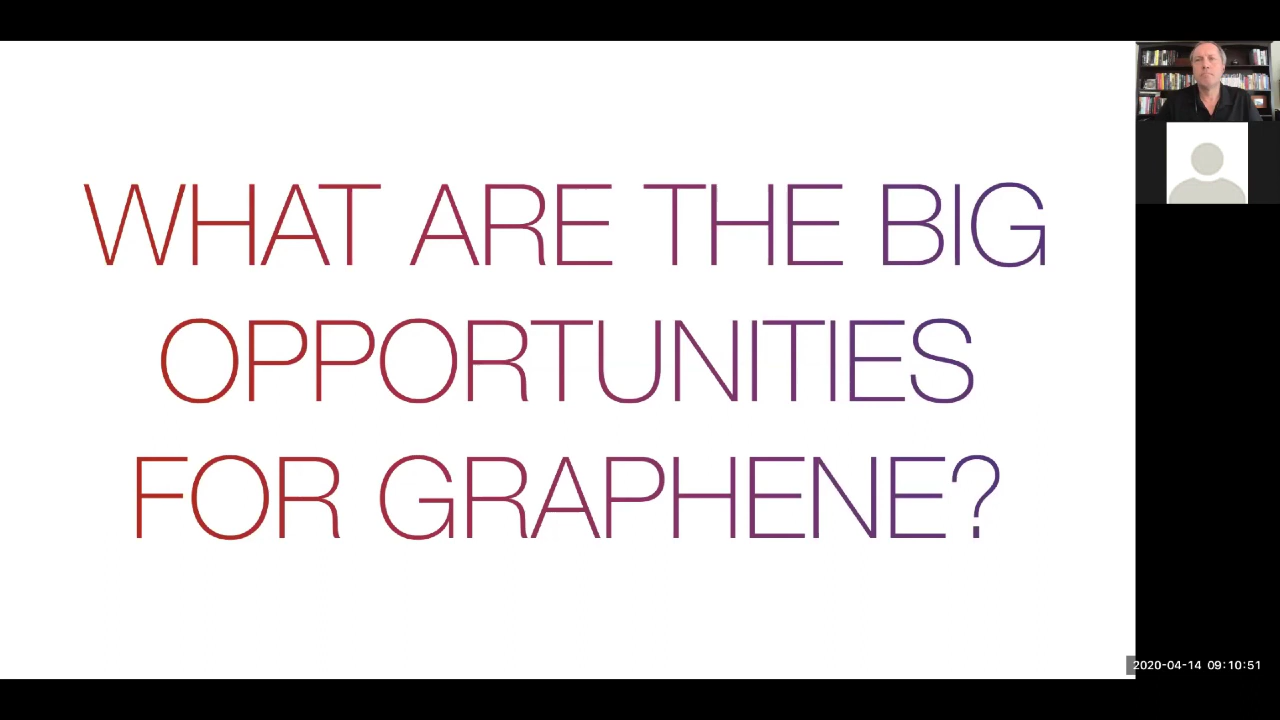 WHAT ARE THE BIG
OPPORTUNITIES
FOR GRAPHENE?
2020-04-14 09:10:51